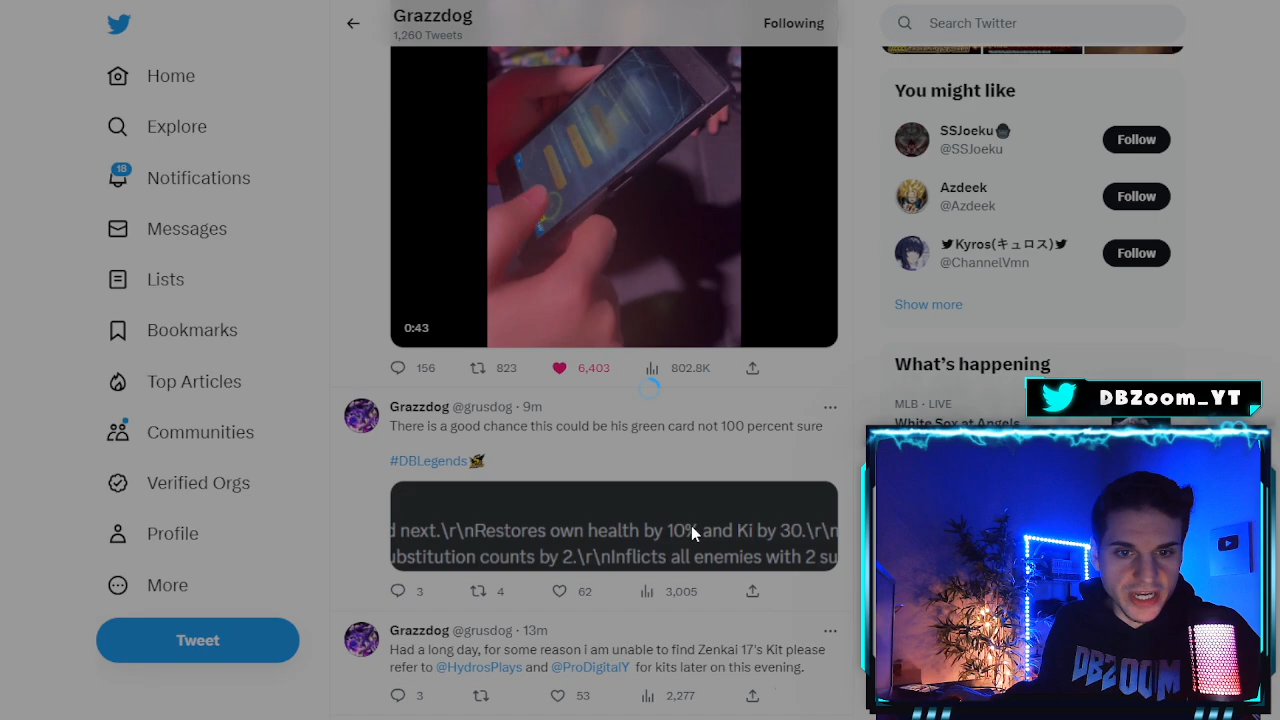 Grazzdog
1,260 Tweets
Following
Search Twitter
Home
Explore
18
Notifications
Messages
Lists
Bookmarks
Top Articles
Communities
Verified Orgs
Profile
More
Tweet
0:43
156 823 6,403 802.8K
Grazzdog @grusdog · 9m
There is a good chance this could be his green card not 100 percent sure
#DBLegends
d next.\r\nRestores own health by 10% and Ki by 30.\r\n
ubstitution counts by 2.\r\nInflicts all enemies with 2 su
3 4 62 3,005
Grazzdog @grusdog · 13m
Had a long day, for some reason i am unable to find Zenkai 17's Kit please
refer to @HydrosPlays and @ProDigitalY for kits later on this evening.
3 53 2,277
You might like
SSJoeku
@SSJoeku
Follow
Azdeek
@Azdeek
Follow
Kyros(キュロス)
@ChannelVmn
Follow
Show more
What's happening
MLB · LIVE
White Sox at Angels
DBZoom_YT
DBZOOM